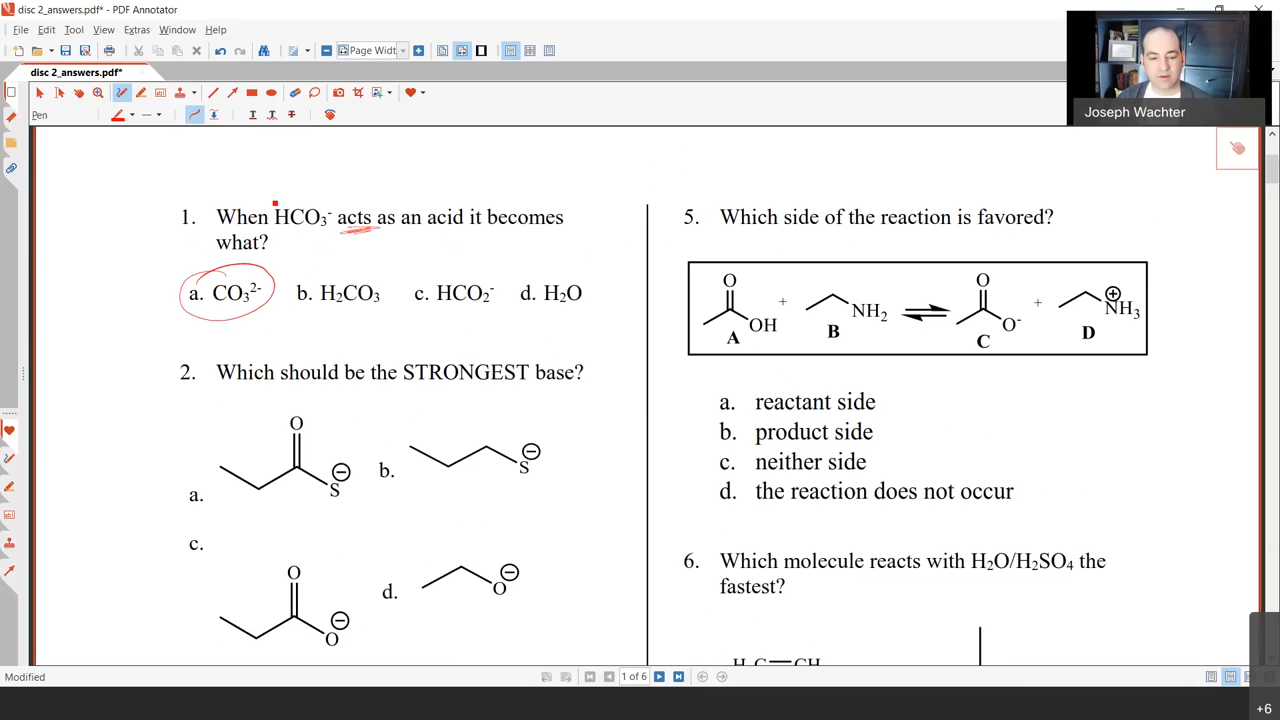 disc 2_answers.pdf* - PDF Annotator
File Edit Tool View Extras Window Help
Page Widt
disc 2_answers.pdf*
Pen
Joseph Wachter
1. When HCO3- acts as an acid it becomes
what?
a. CO3 2- b. H2CO3 c. HCO2- d. H2O
2. Which should be the STRONGEST base?
O
S
a.
b.
S
c.
O
O
d.
O
5. Which side of the reaction is favored?
O
OH
A
+
NH2
B
O
O-
C
+
NH3
D
a. reactant side
b. product side
c. neither side
d. the reaction does not occur
6. Which molecule reacts with H2O/H2SO4 the
fastest?
Modified
1 of 6
+6